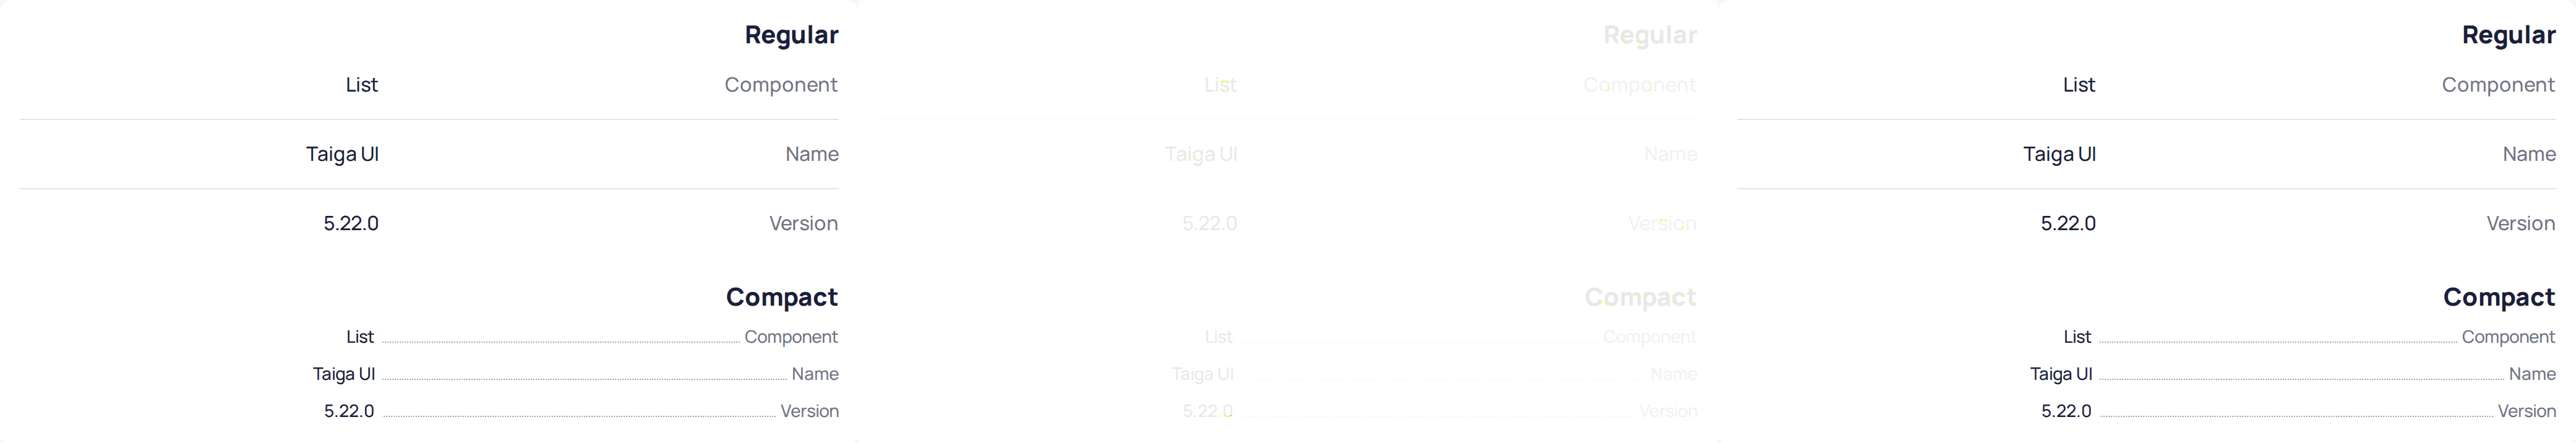 Regular
Component List
Name Taiga UI
Version 5.22.0
Compact
Component List
Name Taiga UI
Version 5.22.0
Regular
Component List
Name Taiga UI
Version 5.22.0
Compact
Component List
Name Taiga UI
Version 5.22.0
Regular
Component List
Name Taiga UI
Version 5.22.0
Compact
Component List
Name Taiga UI
Version 5.22.0